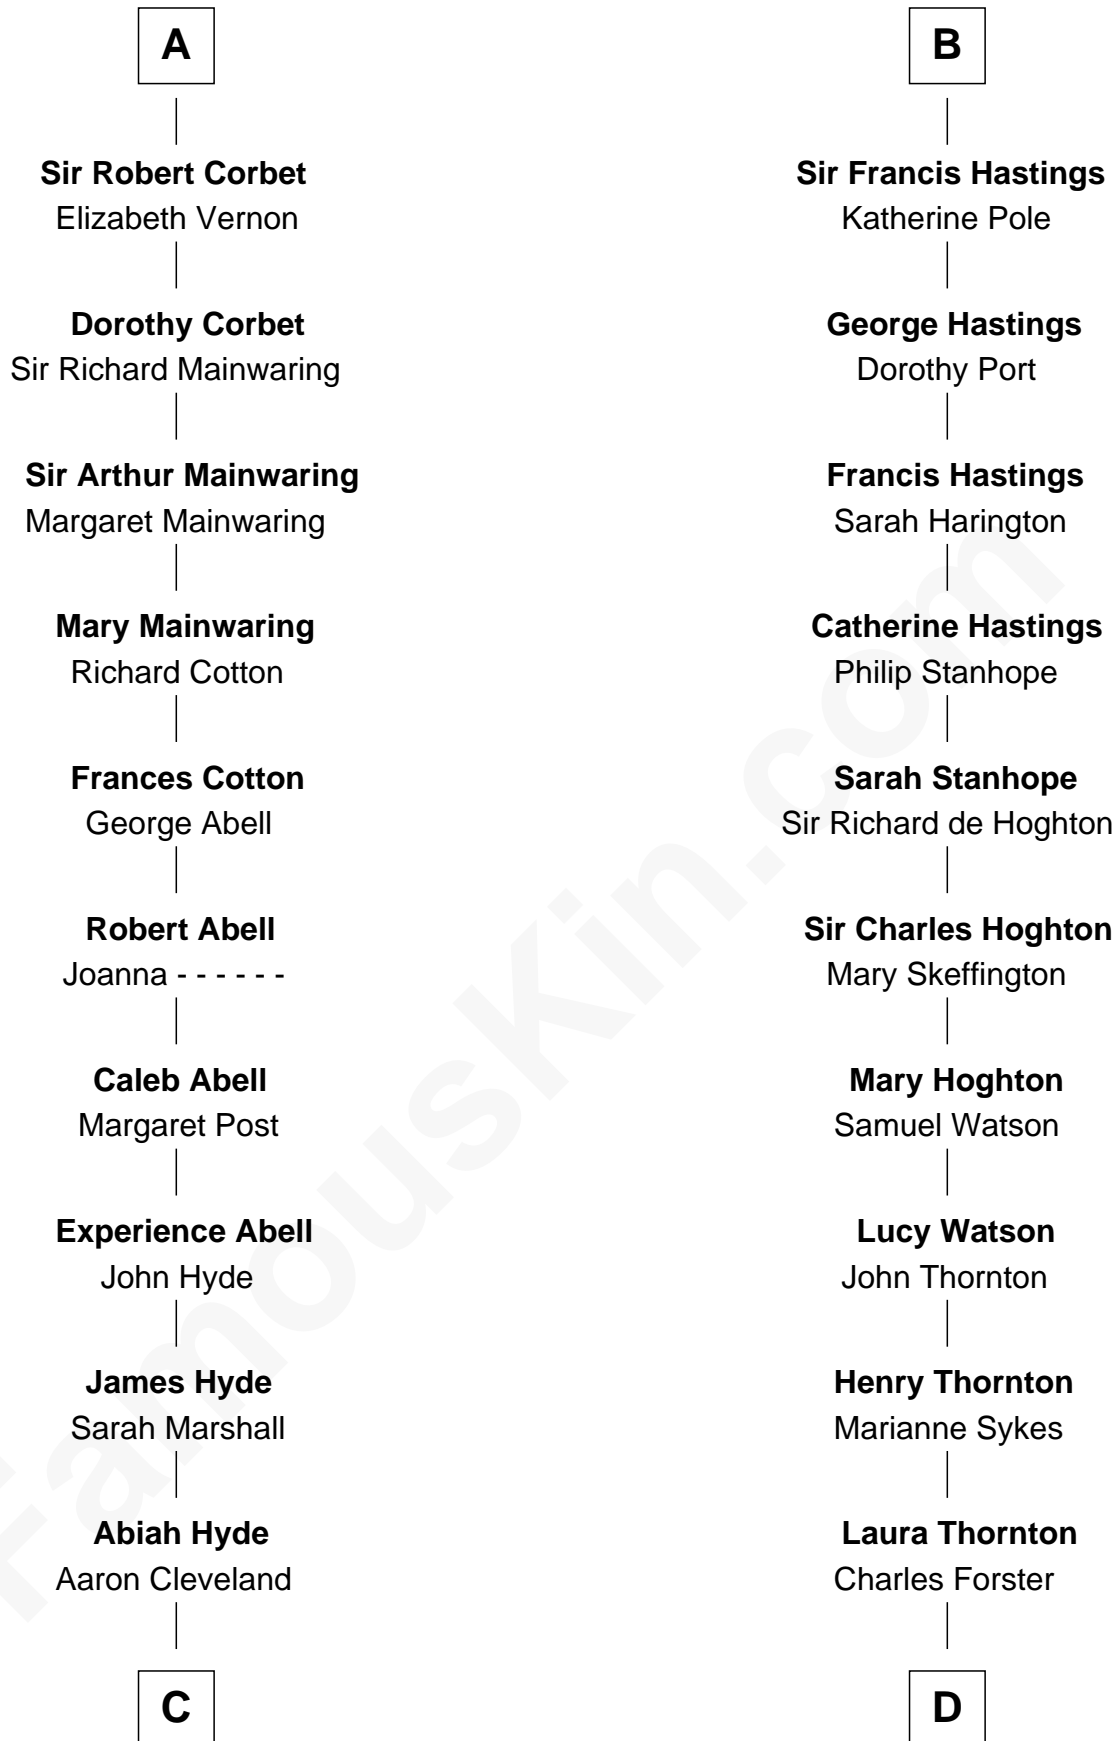 A
Sir Robert Corbet
Elizabeth Vernon
Dorothy Corbet
Sir Richard Mainwaring
Sir Arthur Mainwaring
Margaret Mainwaring
Mary Mainwaring
Richard Cotton
Frances Cotton
George Abell
Robert Abell
Joanna - - - - - -
Caleb Abell
Margaret Post
Experience Abell
John Hyde
James Hyde
Sarah Marshall
Abiah Hyde
Aaron Cleveland
C
B
Sir Francis Hastings
Katherine Pole
George Hastings
Dorothy Port
Francis Hastings
Sarah Harington
Catherine Hastings
Philip Stanhope
Sarah Stanhope
Sir Richard de Hoghton
Sir Charles Hoghton
Mary Skeffington
Mary Hoghton
Samuel Watson
Lucy Watson
John Thornton
Henry Thornton
Marianne Sykes
Laura Thornton
Charles Forster
D
FamousKin.com